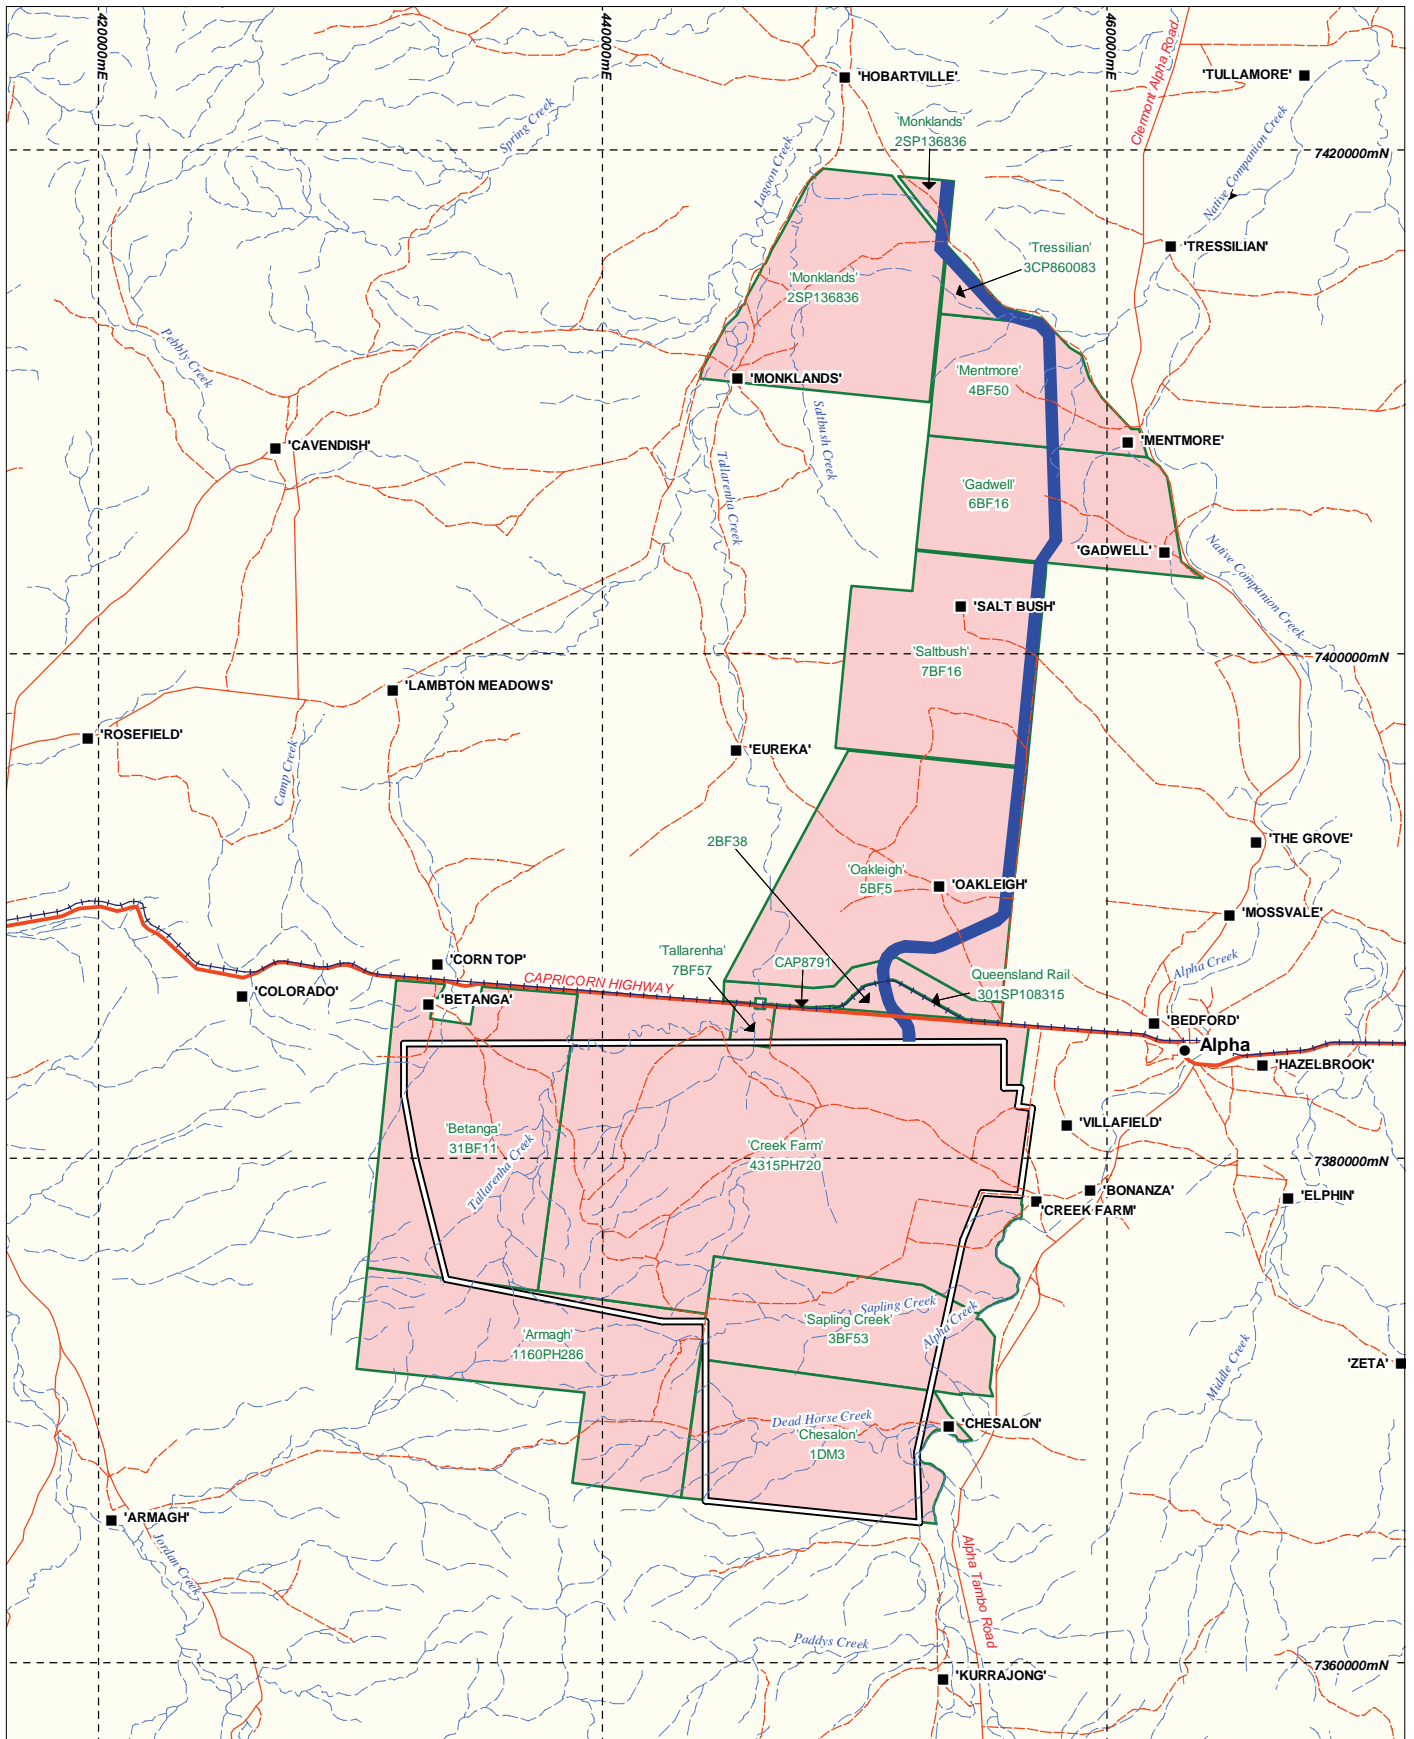 420000mE
440000mE
460000mE
Clermont Alpha Road
'HOBARTVILLE'
'TULLAMORE'
Spring Creek
'Monklands'
2SP136836
Lagoon Creek
Native Companion Creek
7420000mN
'TRESSILIAN'
'Tressilian'
3CP860083
'Monklands'
2SP136836
Pebbly Creek
'Mentmore'
4BF50
'MONKLANDS'
Saltbush Creek
'CAVENDISH'
'MENTMORE'
Tallarenha Creek
'Gadwell'
6BF16
'GADWELL'
Native Companion Creek
'SALT BUSH'
'Saltbush'
7BF16
7400000mN
'LAMBTON MEADOWS'
'ROSEFIELD'
'EUREKA'
Camp Creek
2BF38
'THE GROVE'
'Oakleigh'
5BF5
'OAKLEIGH'
'MOSSVALE'
'Tallarenha'
7BF57
CAP8791
Alpha Creek
'CORN TOP'
CAPRICORN HIGHWAY
Queensland Rail
301SP108315
'COLORADO'
'BETANGA'
BEDFORD'
Alpha
'HAZELBROOK'
'VILLAFIELD'
'Betanga'
31BF11
Tallarenha Creek
'Creek Farm'
4315PH720
7380000mN
'BONANZA'
'ELPHIN'
'CREEK FARM'
Sapling Creek
'Sapling Creek'
3BF53
Alpha Creek
'Armagh'
1160PH286
Middle Creek
'ZETA'
Dead Horse Creek
'Chesalon'
1DM3
'CHESALON'
'ARMAGH'
Jordan Creek
Alpha Tambo Road
Paddys Creek
7360000mN
'KURRAJONG'